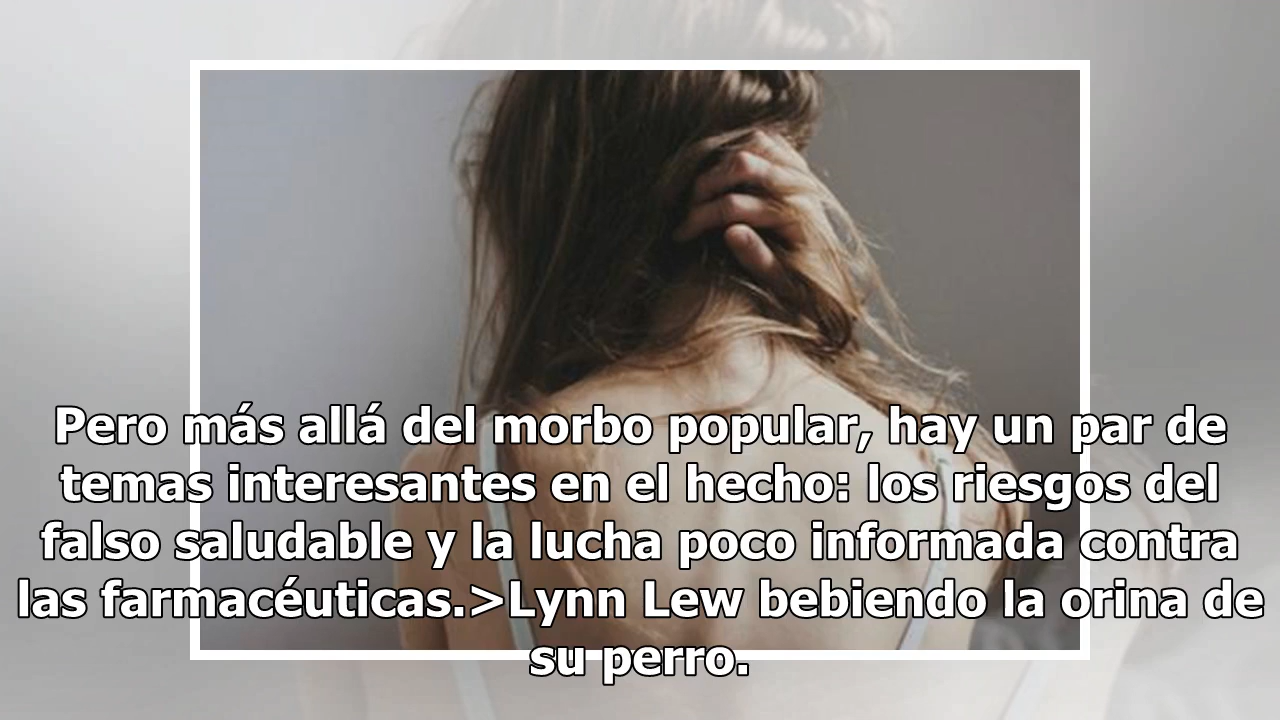 Pero más allá del morbo popular, hay un par de
temas interesantes en el hecho: los riesgos del
falso saludable y la lucha poco informada contra
las farmacéuticas.>Lynn Lew bebiendo la orina de
su perro.